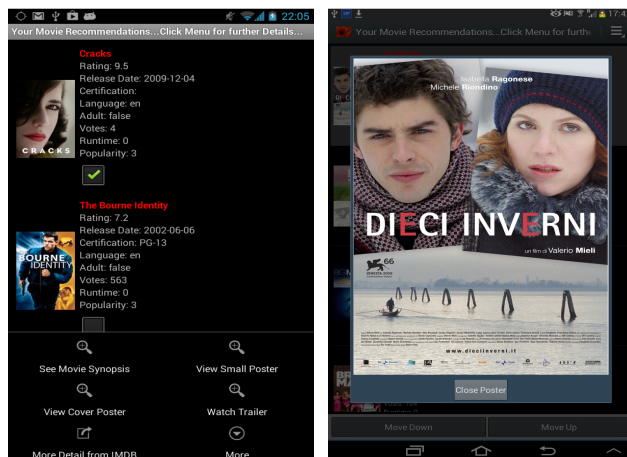 22:05
Your Movie Recommendations...Click Menu for further Details...
Cracks
Rating: 9.5
Release Date: 2009-12-04
Certification:
Language: en
Adult: false
Votes: 4
Runtime: 0
Popularity: 3
CRACKS
The Bourne Identity
Rating: 7.2
Release Date: 2002-06-06
Certification: PG-13
Language: en
Adult: false
Votes: 563
Runtime: 0
Popularity: 3
BOURNE
IDENTITY
See Movie Synopsis
View Small Poster
View Cover Poster
Watch Trailer
More Detail from IMDB
More
Your Movie Recommendations...Click Menu for furth
Isabella Ragonese
Michele Riondino
DIECI INVERNI
un film di Valerio Mieli
66
www.dieciinverni.it
Close Poster
Move Down
Move Up